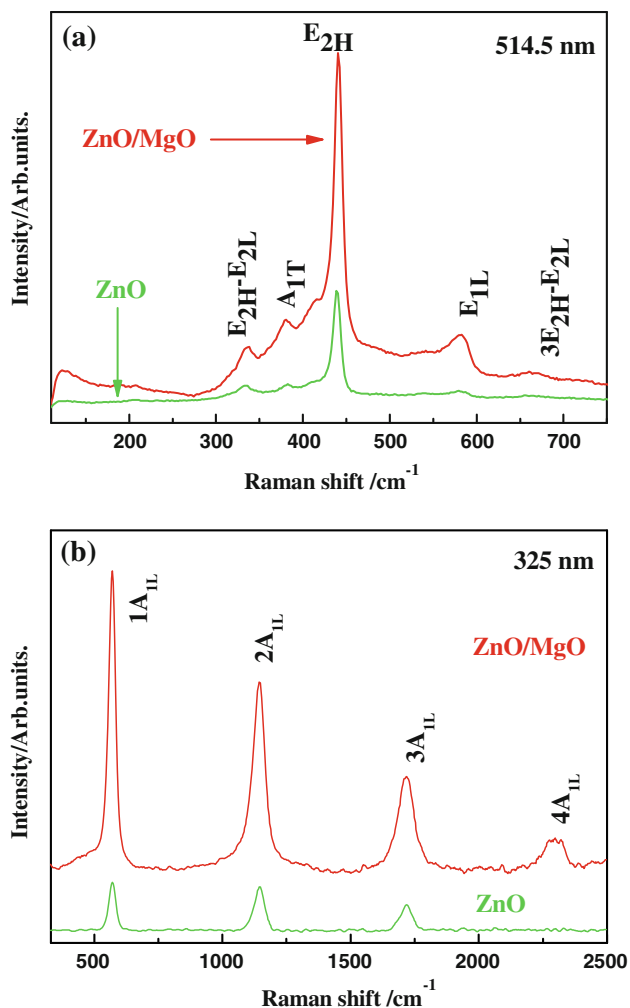 (a)
E2H
514.5 nm
ZnO/MgO
ZnO
E2H-E2L
A1T
E1L
3E2H-E2L
Intensity/Arb.units.
200 300 400 500 600 700
Raman shift /cm-1
(b)
325 nm
1A1L
2A1L
ZnO/MgO
3A1L
4A1L
ZnO
Intensity/Arb.units.
500 1000 1500 2000 2500
Raman shift /cm-1